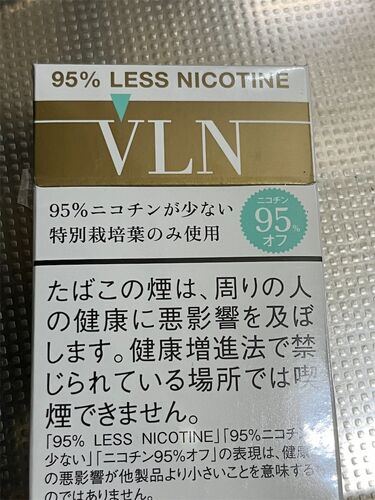 95% LESS NICOTINE
VLN
95%ニコチンが少ない
特別栽培葉のみ使用
ニコチン
95%
オフ
たばこの煙は、周りの人
の健康に悪影響を及ぼ
します。健康増進法で禁
じられている場所では喫
煙できません。
「95% LESS NICOTINE」「95%ニコチン
少ない」「ニコチン95%オフ」の表現は、健康
の悪影響が他製品より小さいことを意味する
のではありません。